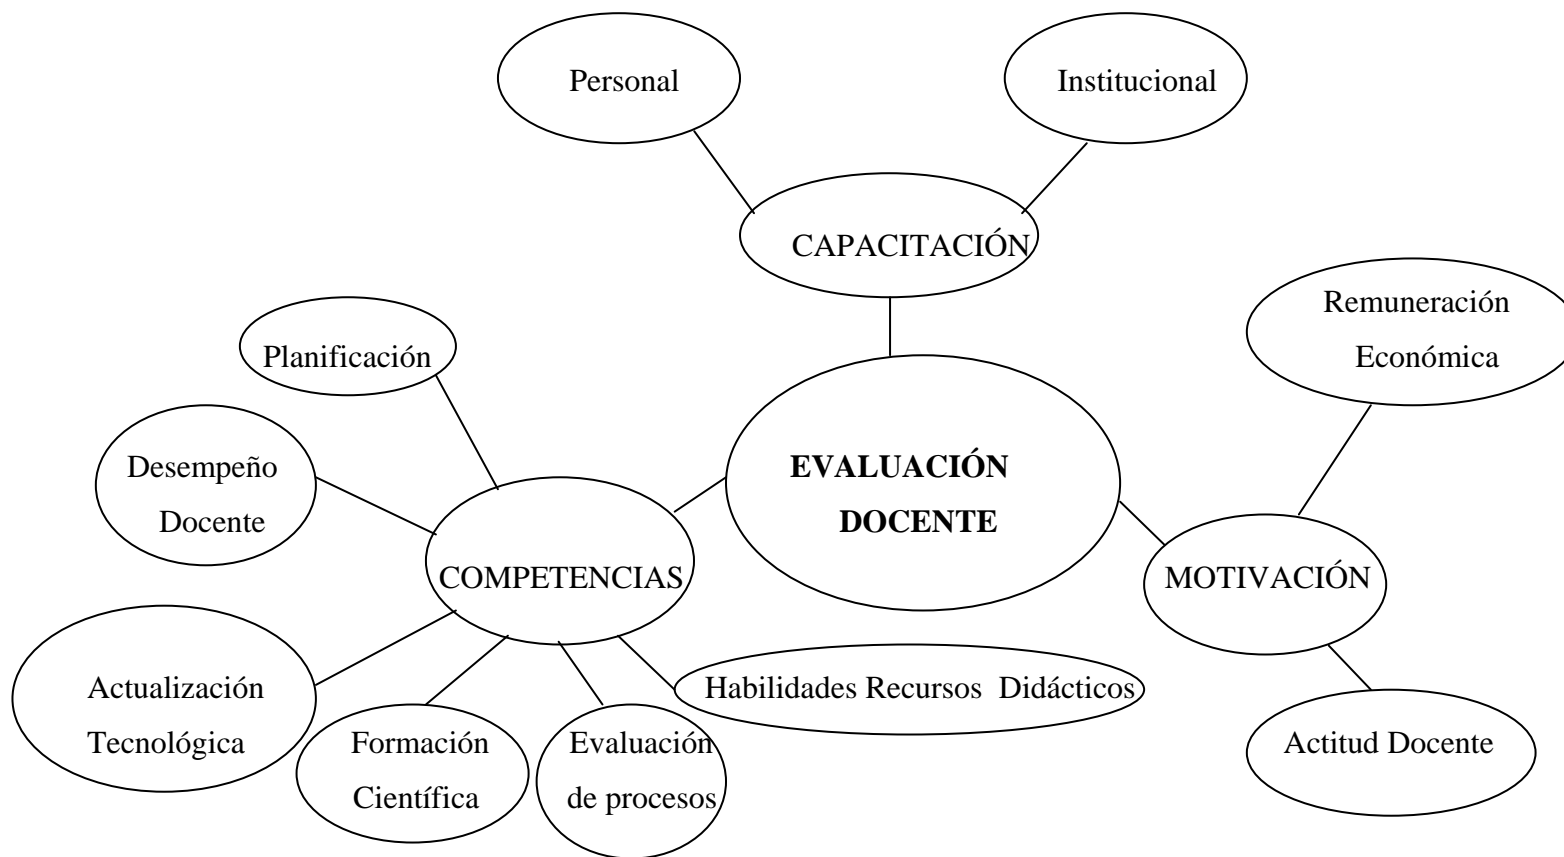 Personal
Institucional
CAPACITACIÓN
Remuneración
Económica
Planificación
Desempeño
Docente
EVALUACIÓN
DOCENTE
COMPETENCIAS
MOTIVACIÓN
Actualización
Tecnológica
Formación
Científica
Evaluación
de procesos
Habilidades Recursos  Didácticos
Actitud Docente